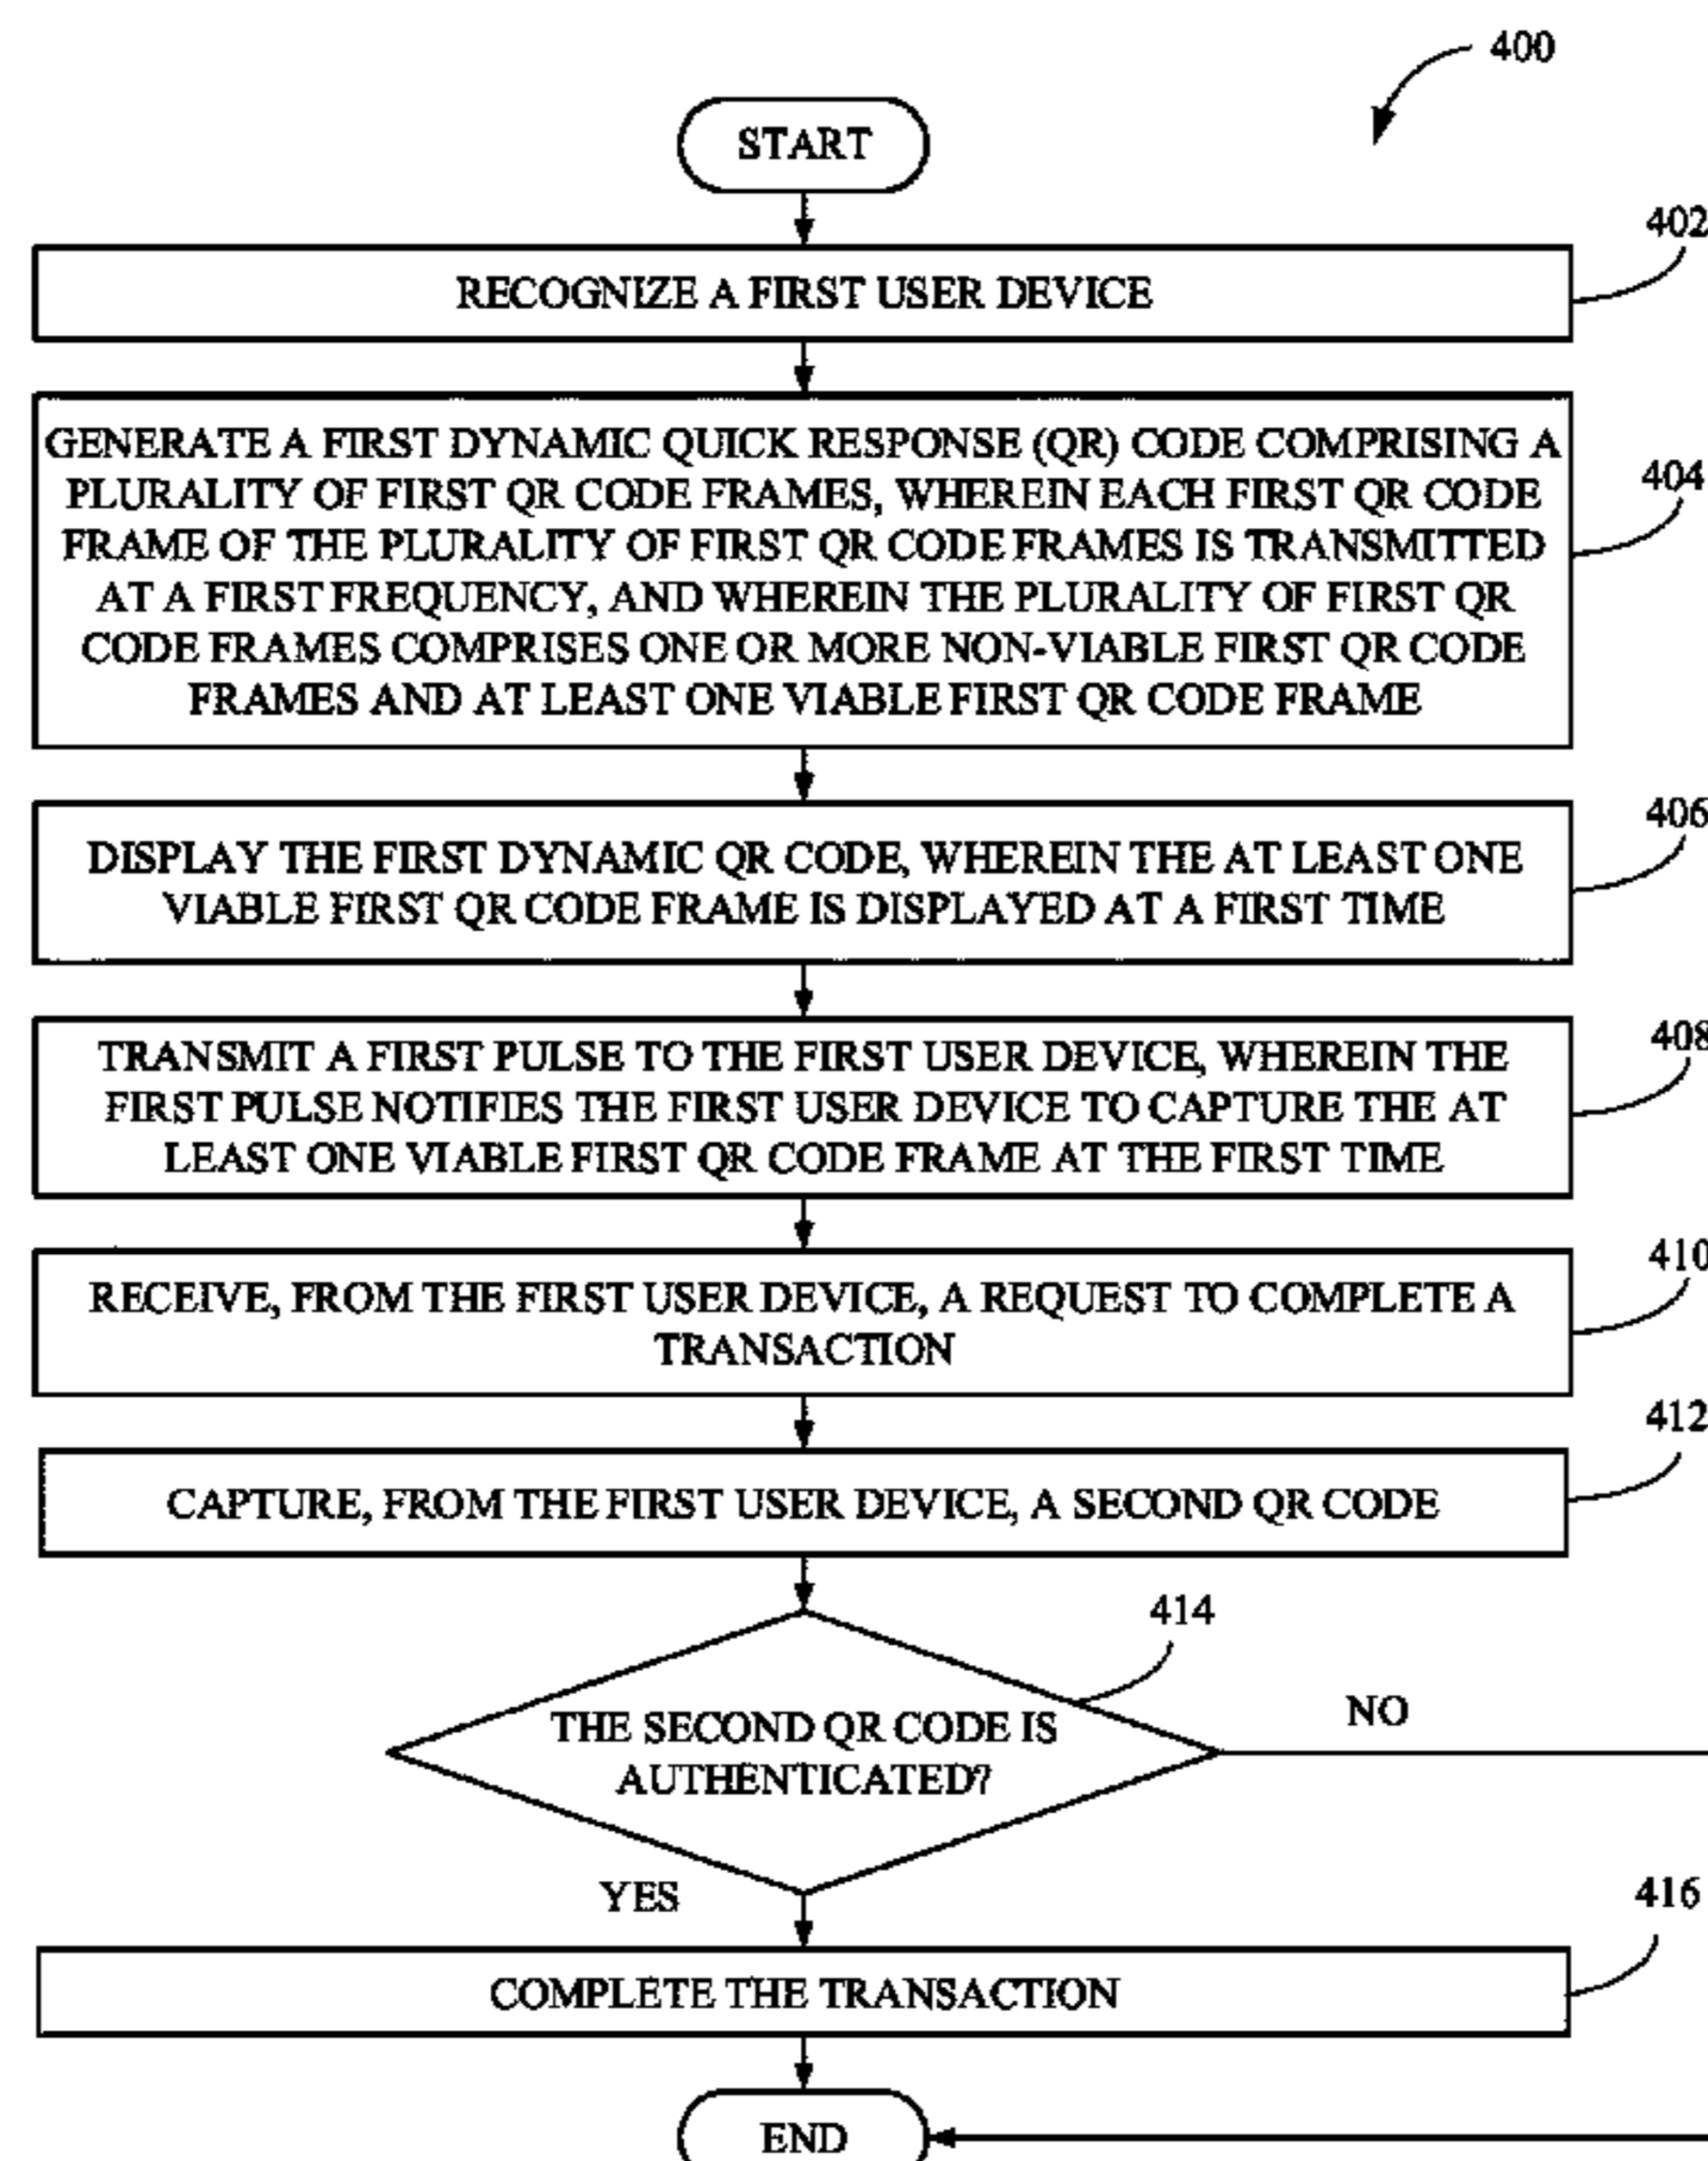 400
START
402
RECOGNIZE A FIRST USER DEVICE
GENERATE A FIRST DYNAMIC QUICK RESPONSE (QR) CODE COMPRISING A
PLURALITY OF FIRST QR CODE FRAMES, WHEREIN EACH FIRST QR CODE
FRAME OF THE PLURALITY OF FIRST QR CODE FRAMES IS TRANSMITTED
AT A FIRST FREQUENCY, AND WHEREIN THE PLURALITY OF FIRST QR
CODE FRAMES COMPRISES ONE OR MORE NON-VIABLE FIRST QR CODE
FRAMES AND AT LEAST ONE VIABLE FIRST QR CODE FRAME
404
406
DISPLAY THE FIRST DYNAMIC QR CODE, WHEREIN THE AT LEAST ONE
VIABLE FIRST QR CODE FRAME IS DISPLAYED AT A FIRST TIME
408
TRANSMIT A FIRST PULSE TO THE FIRST USER DEVICE, WHEREIN THE
FIRST PULSE NOTIFIES THE FIRST USER DEVICE TO CAPTURE THE AT
LEAST ONE VIABLE FIRST QR CODE FRAME AT THE FIRST TIME
410
RECEIVE, FROM THE FIRST USER DEVICE, A REQUEST TO COMPLETE A
TRANSACTION
412
CAPTURE, FROM THE FIRST USER DEVICE, A SECOND QR CODE
414
THE SECOND QR CODE IS
AUTHENTICATED?
NO
YES
416
COMPLETE THE TRANSACTION
END